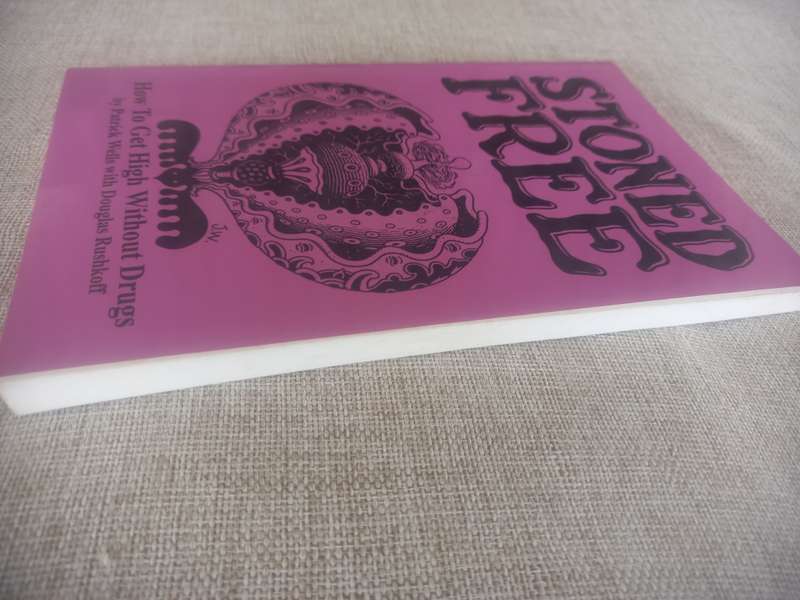 STONED
FREE
J.W.
How To Get High Without Drugs
by Patrick Wells with Douglas Rushkoff